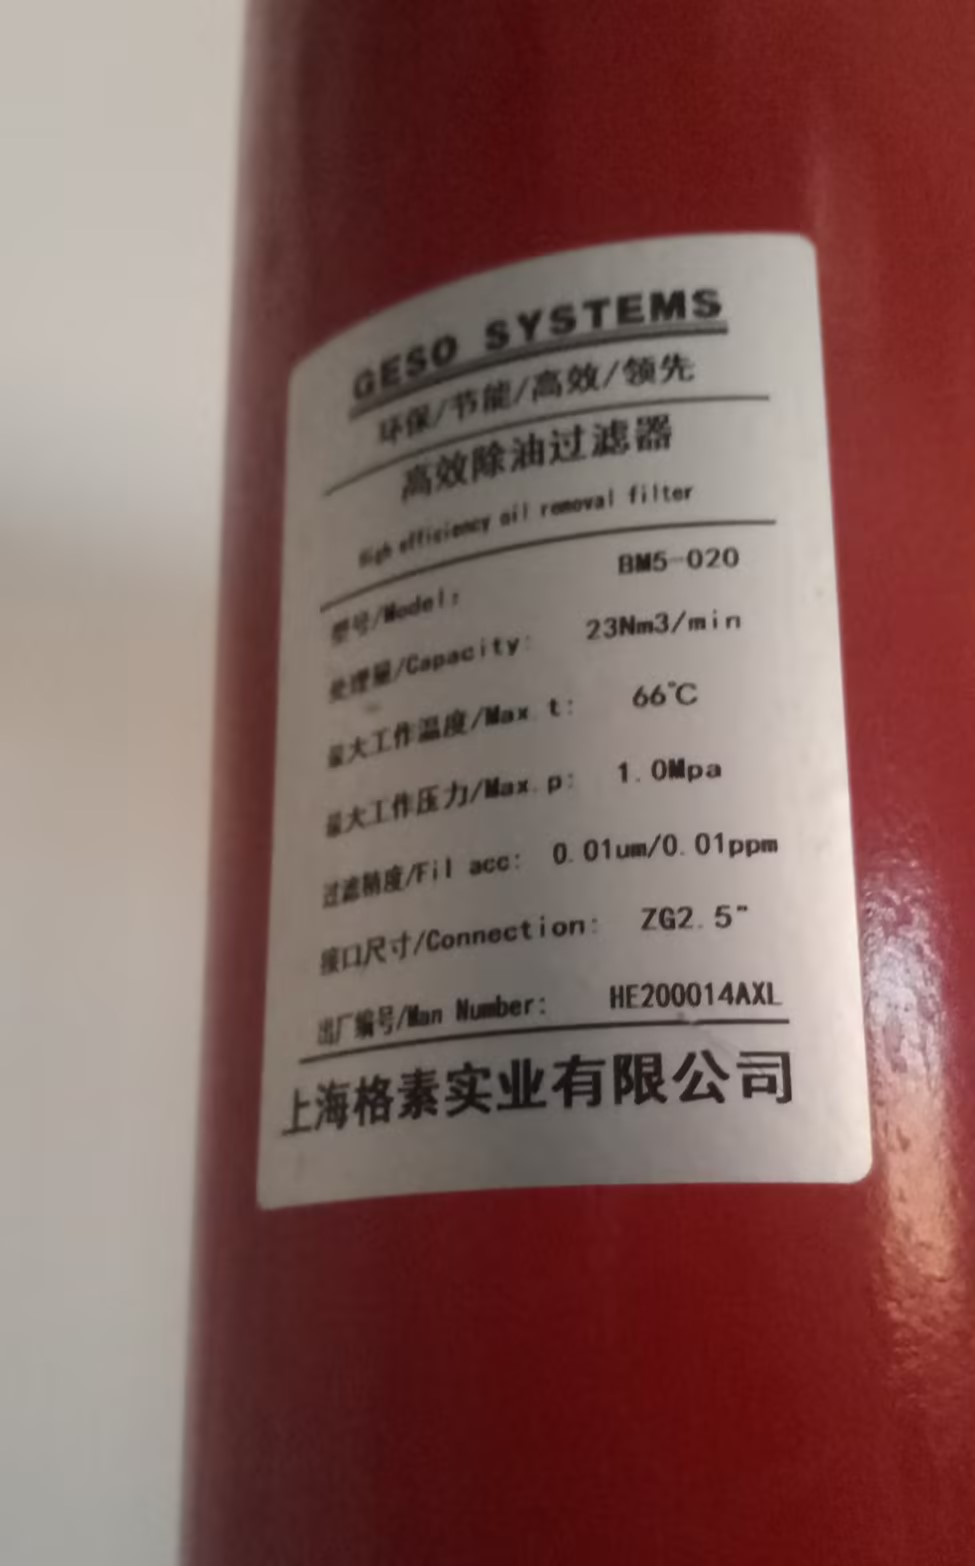 GESO SYSTEMS
环保/节能/高效/领先
高效除油过滤器
High efficiency oil removal filter
型号/Model: BM5-020
处理量/Capacity: 23Nm3/min
最大工作温度/Max t: 66℃
最大工作压力/Max.p: 1.0Mpa
过滤精度/Fil acc: 0.01um/0.01ppm
接口尺寸/Connection: ZG2.5"
出厂编号/Man Number: HE200014AXL
上海格素实业有限公司